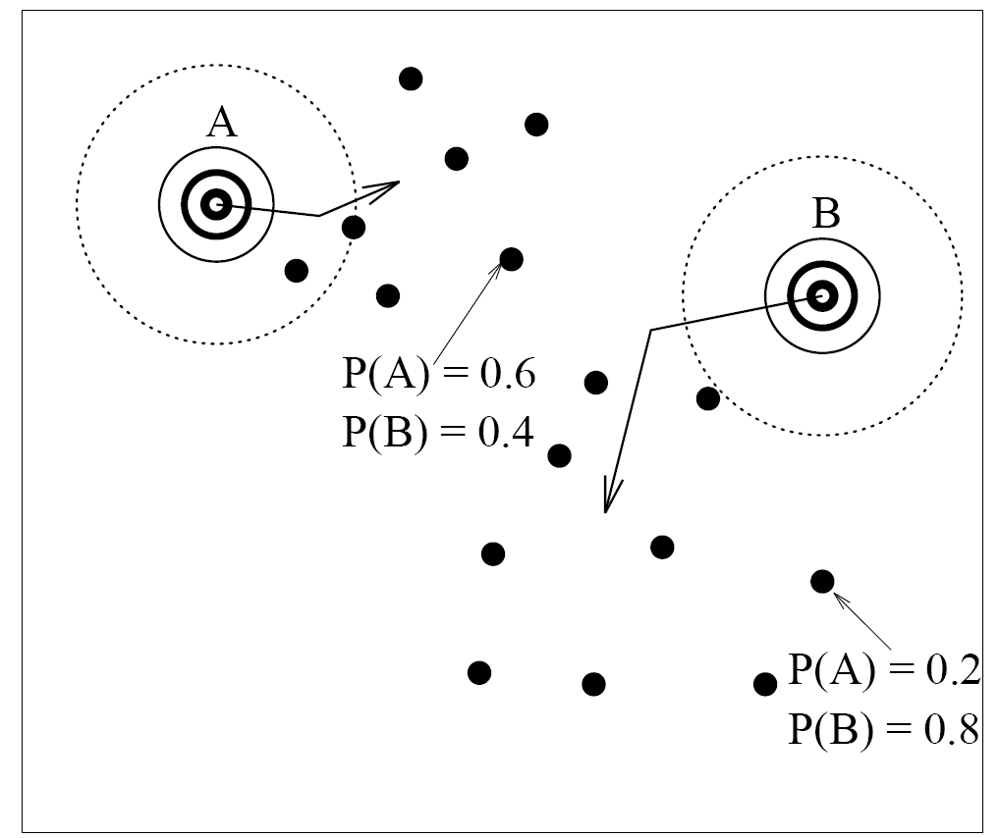 A
B
P(A) = 0.6
P(B) = 0.4
P(A) = 0.2
P(B) = 0.8